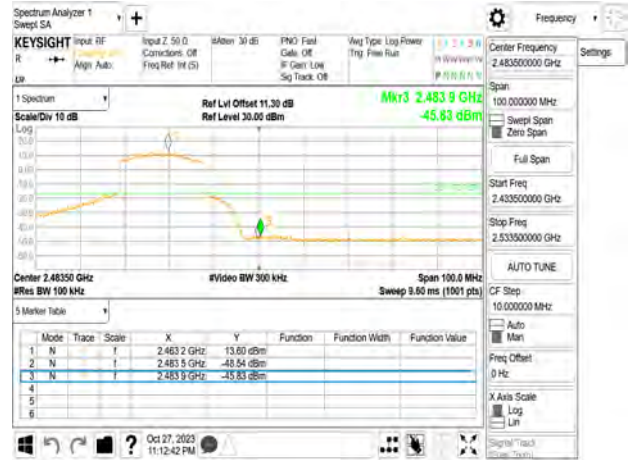 Spectrum Analyzer 1
Swept SA
+
Frequency
KEYSIGHT Input: RF
R
Align: Auto
Input Z: 50 Ω
Corrections: Off
Freq Ref: Int (S)
#Atten: 30 dB
PNO: Fast
Gate: Off
IF Gain: Low
Sig Track: Off
Avg Type: Log-Power
Trig: Free Run
1 Spectrum
Scale/Div 10 dB
Ref Lvl Offset 11.30 dB
Ref Level 30.00 dBm
Mkr3 2.483 9 GHz
-45.83 dBm
Log
Center 2.48350 GHz
#Res BW 100 kHz
#Video BW 300 kHz
Span 100.0 MHz
Sweep 9.60 ms (1001 pts)
5 Marker Table
Mode Trace Scale X Y Function Function Width Function Value
1 N f 2.463 2 GHz 13.60 dBm
2 N f 2.483 5 GHz -48.54 dBm
3 N f 2.483 9 GHz -45.83 dBm
4
5
6
?
Oct 27, 2023
11:12:42 PM
Center Frequency
2.483500000 GHz
Settings
Span
100.000000 MHz
Swept Span
Zero Span
Full Span
Start Freq
2.433500000 GHz
Stop Freq
2.533500000 GHz
AUTO TUNE
CF Step
10.000000 MHz
Auto
Man
Freq Offset
0 Hz
X Axis Scale
Log
Lin
Signal Track